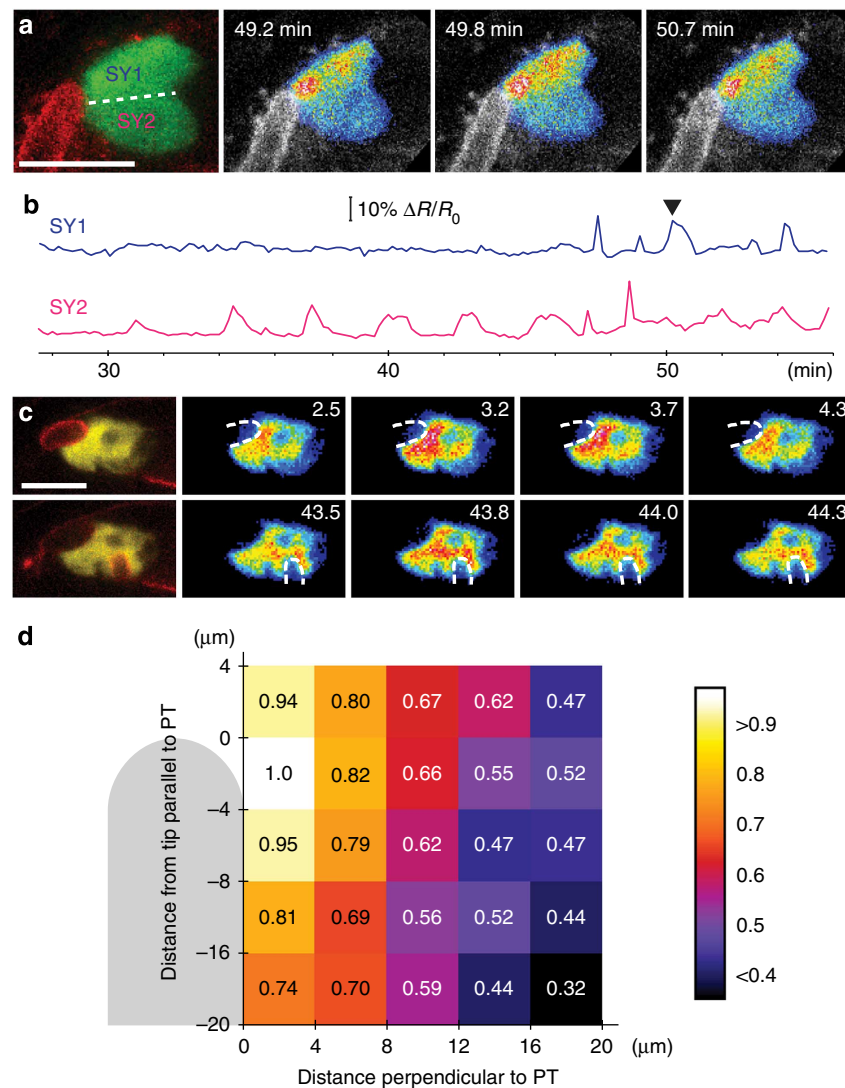 a
SY1
SY2
49.2 min
49.8 min
50.7 min
b
10% ΔR/R0
SY1
SY2
30 40 50 (min)
c
2.5 3.2 3.7 4.3
43.5 43.8 44.0 44.3
d
(μm)
Distance from tip parallel to PT
4
0
−4
−8
−16
−20
0.94 0.80 0.67 0.62 0.47
1.0 0.82 0.66 0.55 0.52
0.95 0.79 0.62 0.47 0.47
0.81 0.69 0.56 0.52 0.44
0.74 0.70 0.59 0.44 0.32
0 4 8 12 16 20 (μm)
Distance perpendicular to PT
>0.9
0.8
0.7
0.6
0.5
<0.4